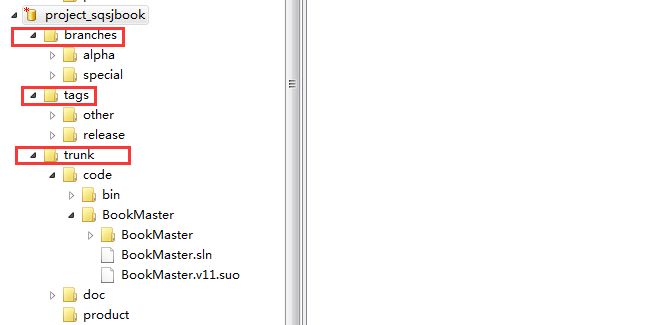 project_sqsjbook
branches
alpha
special
tags
other
release
trunk
code
bin
BookMaster
BookMaster
BookMaster.sln
BookMaster.v11.suo
doc
product